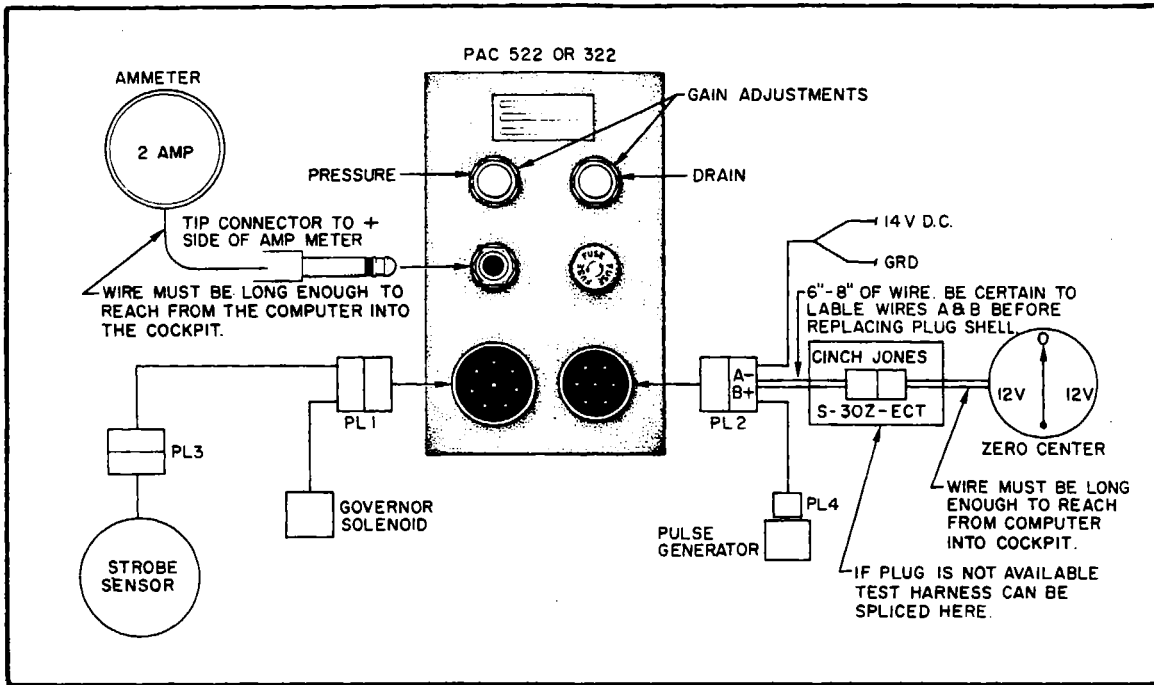 PAC 522 OR 322
AMMETER
2 AMP
GAIN ADJUSTMENTS
PRESSURE
DRAIN
TIP CONNECTOR TO +
SIDE OF AMP METER
WIRE MUST BE LONG ENOUGH TO
REACH FROM THE COMPUTER INTO
THE COCKPIT.
FUSE FUSE FUSE FUSE
14V D.C.
GRD
6"-8" OF WIRE. BE CERTAIN TO
LABLE WIRES A&B BEFORE
REPLACING PLUG SHELL.
CINCH JONES
S-30Z-ECT
A-
B+
O
12V 12V
ZERO CENTER
PL1
PL2
PL3
PL4
GOVERNOR
SOLENOID
PULSE
GENERATOR
STROBE
SENSOR
WIRE MUST BE LONG
ENOUGH TO REACH
FROM COMPUTER
INTO COCKPIT.
IF PLUG IS NOT AVAILABLE
TEST HARNESS CAN BE
SPLICED HERE.